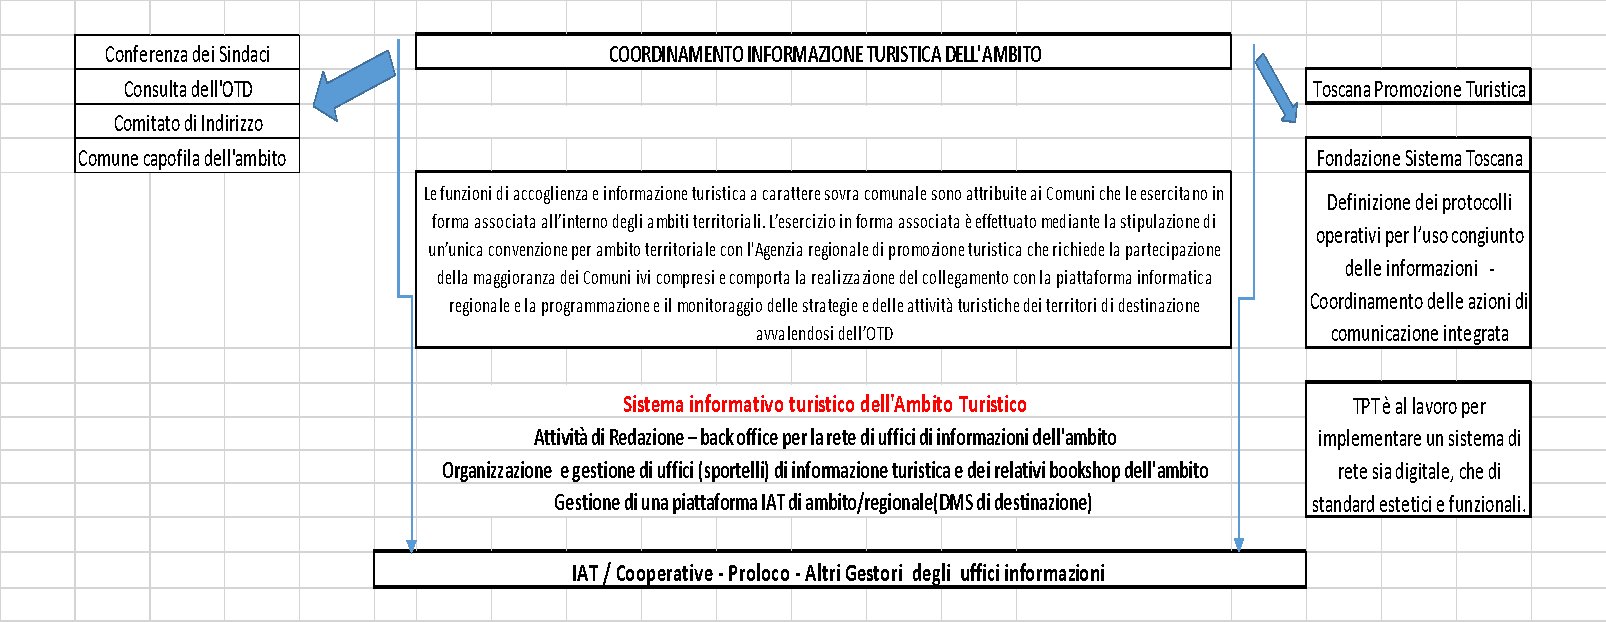 Conferenza dei Sindaci
Consulta dell'OTD
Comitato di Indirizzo
Comune capofila dell'ambito
COORDINAMENTO INFORMAZIONE TURISTICA DELL'AMBITO
Toscana Promozione Turistica
Fondazione Sistema Toscana
Definizione dei protocolli
operativi per l’uso congiunto
delle informazioni -
Coordinamento delle azioni di
comunicazione integrata
Le funzioni di accoglienza e informazione turistica a carattere sovra comunale sono attribuite ai Comuni che le esercitano in
forma associata all’interno degli ambiti territoriali. L’esercizio in forma associata è effettuato mediante la stipulazione di
un’unica convenzione per ambito territoriale con l'Agenzia regionale di promozione turistica che richiede la partecipazione
della maggioranza dei Comuni ivi compresi e comporta la realizzazione del collegamento con la piattaforma informatica
regionale e la programmazione e il monitoraggio delle strategie e delle attività turistiche dei territori di destinazione
avvalendosi dell’OTD
Sistema informativo turistico dell'Ambito Turistico
Attività di Redazione – back office per la rete di uffici di informazioni dell'ambito
Organizzazione e gestione di uffici (sportelli) di informazione turistica e dei relativi bookshop dell'ambito
Gestione di una piattaforma IAT di ambito/regionale(DMS di destinazione)
TPT è al lavoro per
implementare un sistema di
rete sia digitale, che di
standard estetici e funzionali.
IAT / Cooperative - Proloco - Altri Gestori degli uffici informazioni